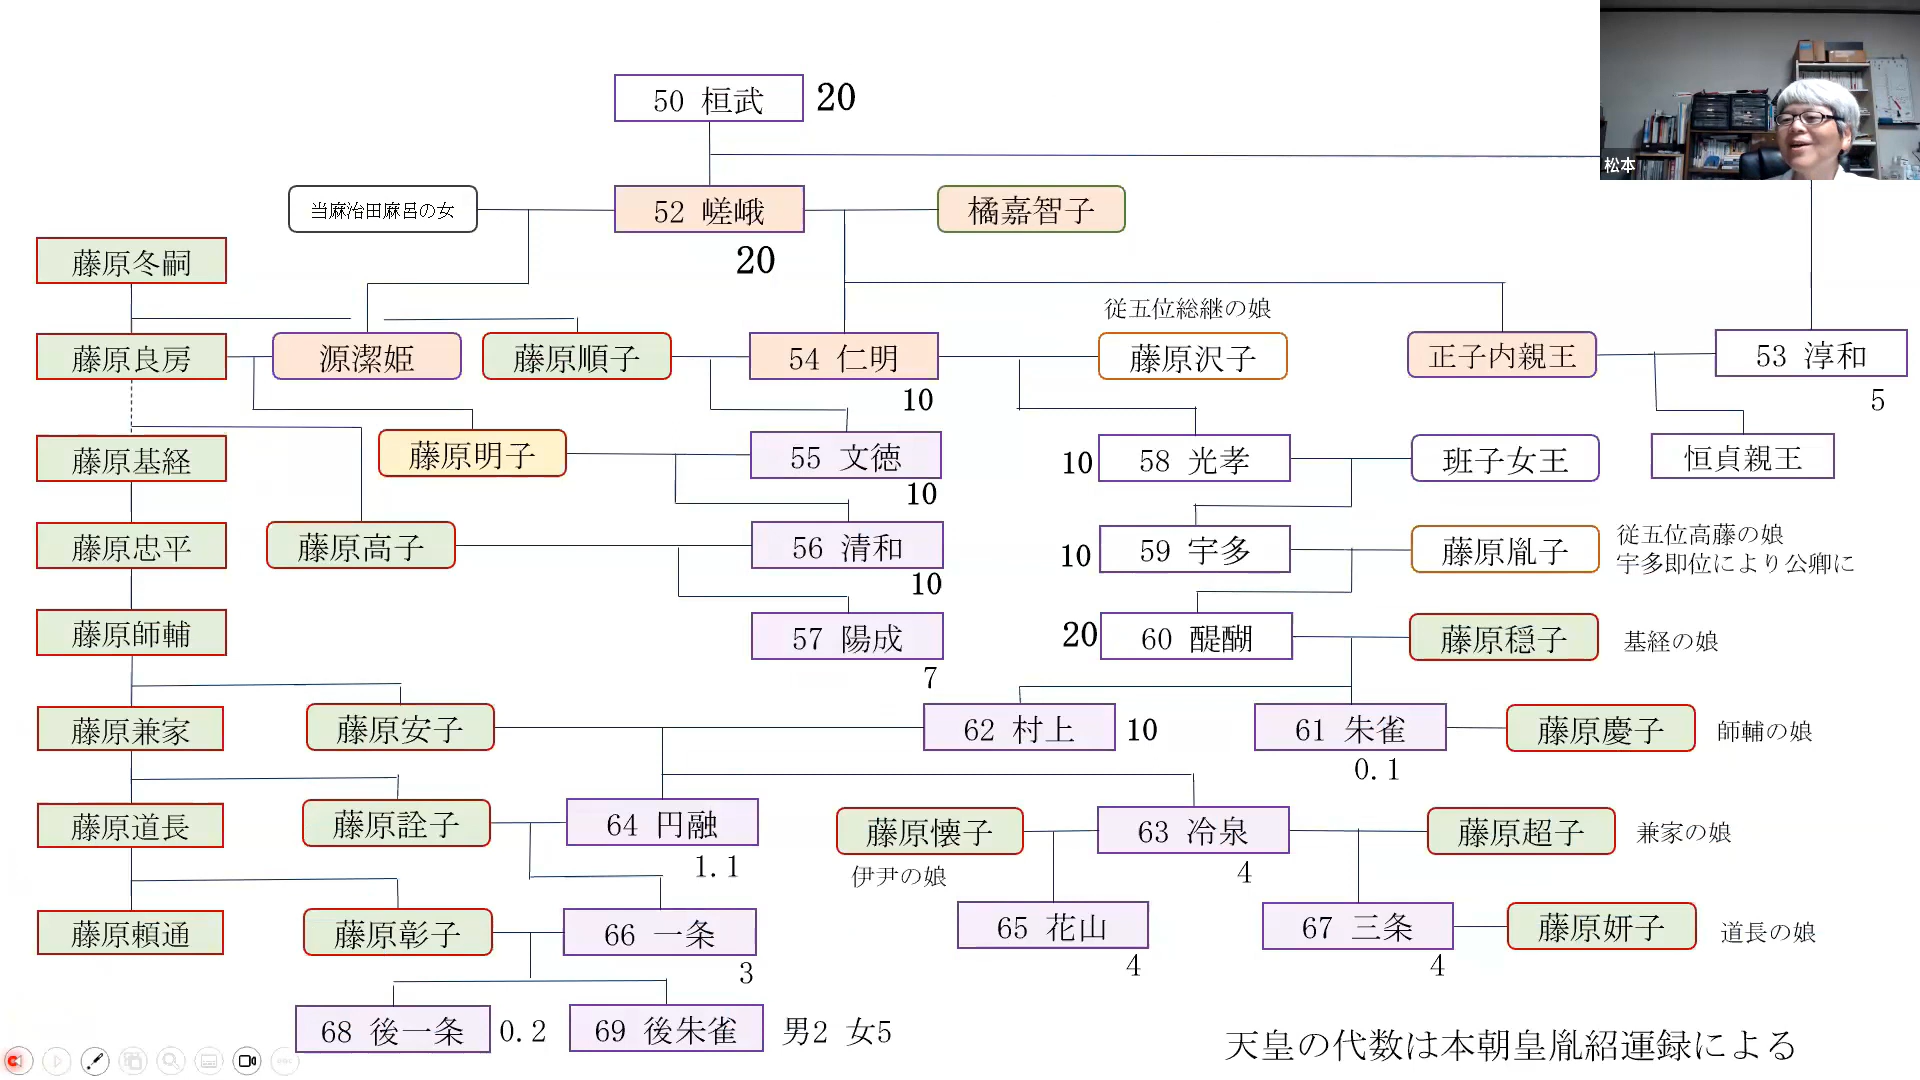 50 桓武
20
松本
当麻治田麻呂の女
52 嵯峨
橘嘉智子
20
藤原冬嗣
従五位総継の娘
藤原良房
源潔姫
藤原順子
54 仁明
藤原沢子
正子内親王
53 淳和
10
5
藤原基経
藤原明子
55 文徳
10
58 光孝
班子女王
恒貞親王
10
藤原忠平
藤原高子
56 清和
10
59 宇多
藤原胤子
従五位高藤の娘
宇多即位により公卿に
10
藤原師輔
57 陽成
20
60 醍醐
藤原穏子
基経の娘
7
藤原兼家
藤原安子
62 村上
10
61 朱雀
藤原慶子
師輔の娘
0.1
藤原道長
藤原詮子
64 円融
藤原懐子
63 冷泉
藤原超子
兼家の娘
1.1
伊尹の娘
4
藤原頼通
藤原彰子
66 一条
65 花山
67 三条
藤原妍子
道長の娘
3
4
4
68 後一条
0.2
69 後朱雀
男2 女5
天皇の代数は本朝皇胤紹運録による